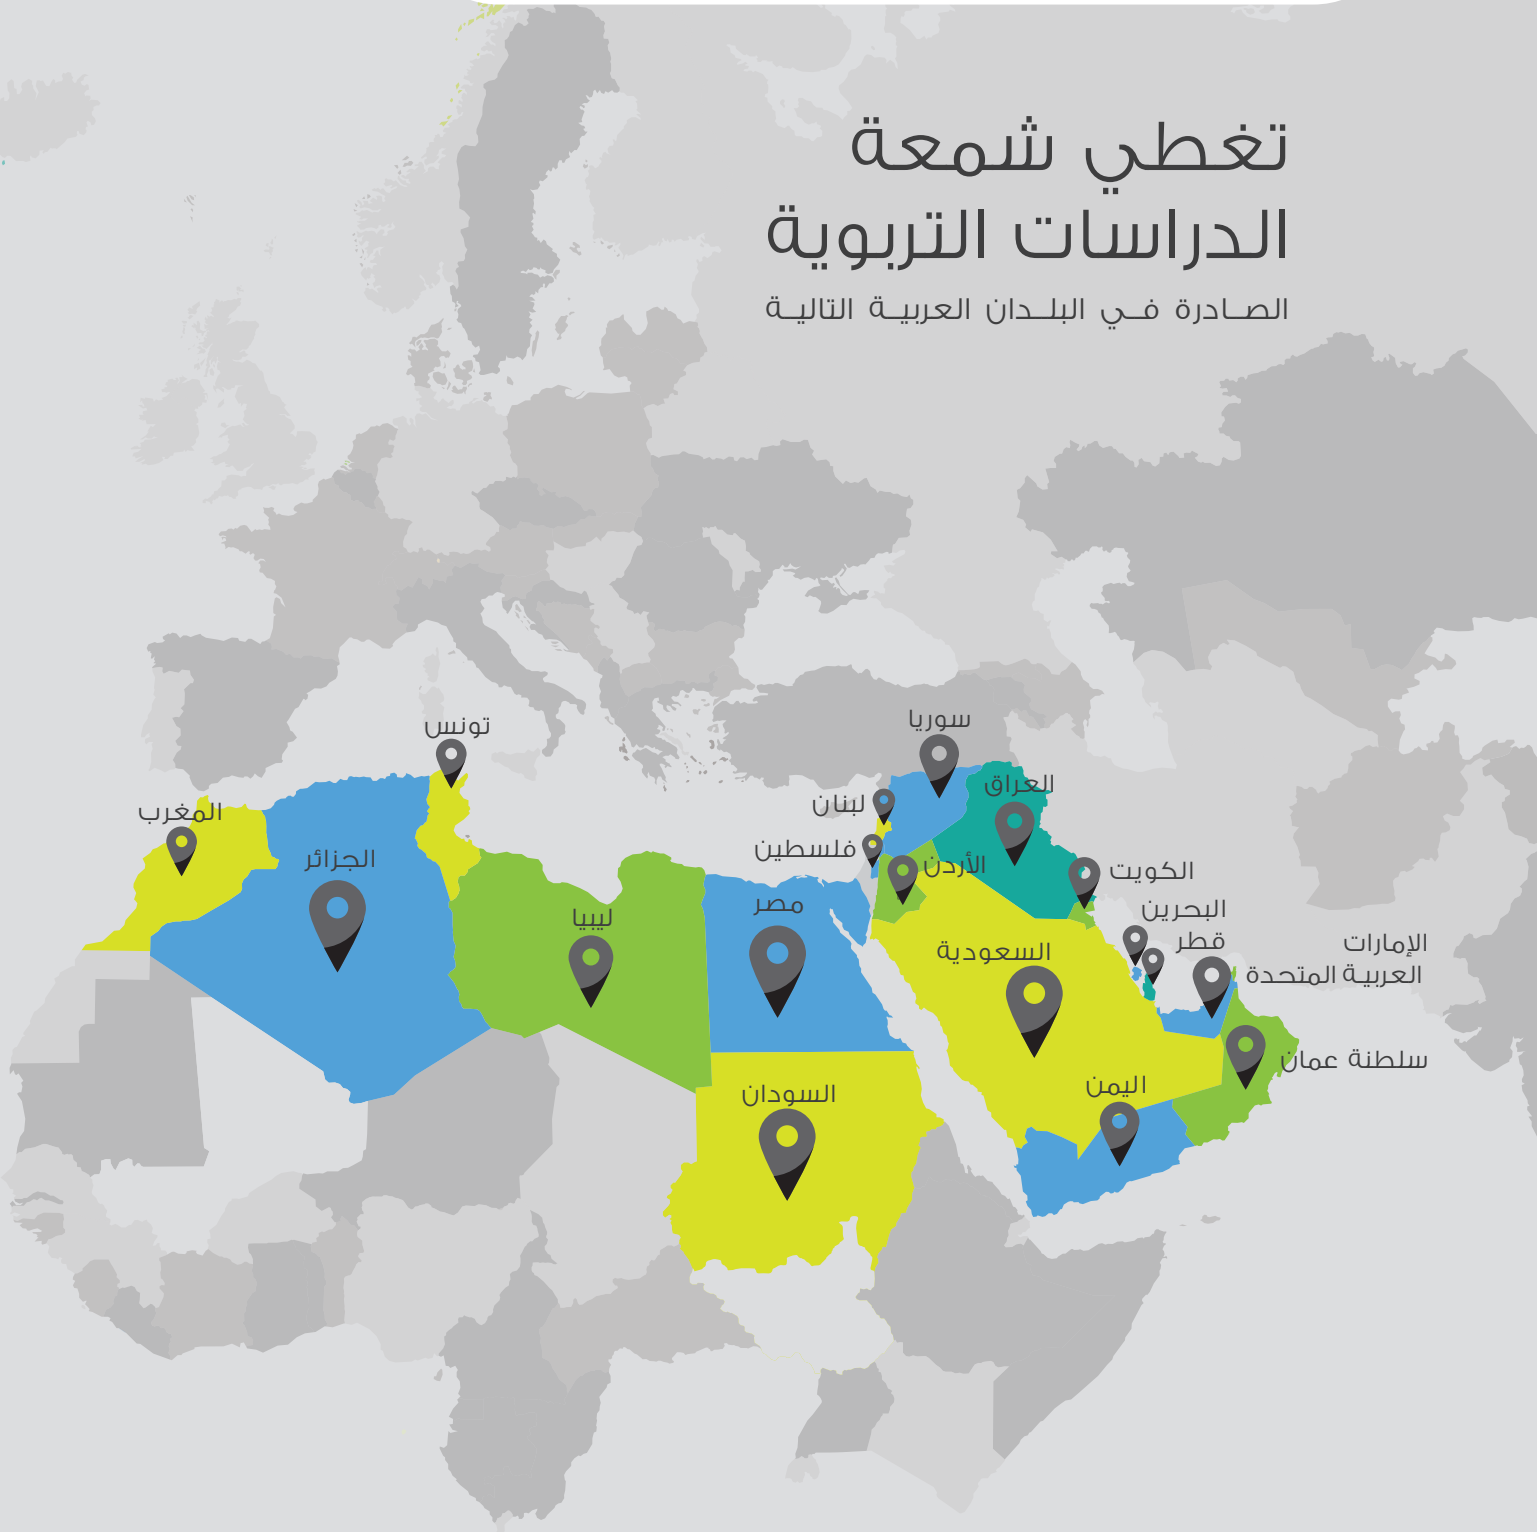 تغطي شمعة
الدراسات التربوية
الصـادرة فـي البلـدان العربيـة التاليـة
تونس
سوريا
العراق
لبنان
المغرب
فلسطين
الجزائر
الأردن
الكويت
ليبيا
مصر
البحرين
قطر
السعودية
الإمارات
العربية المتحدة
سلطنة عمان
اليمن
السودان